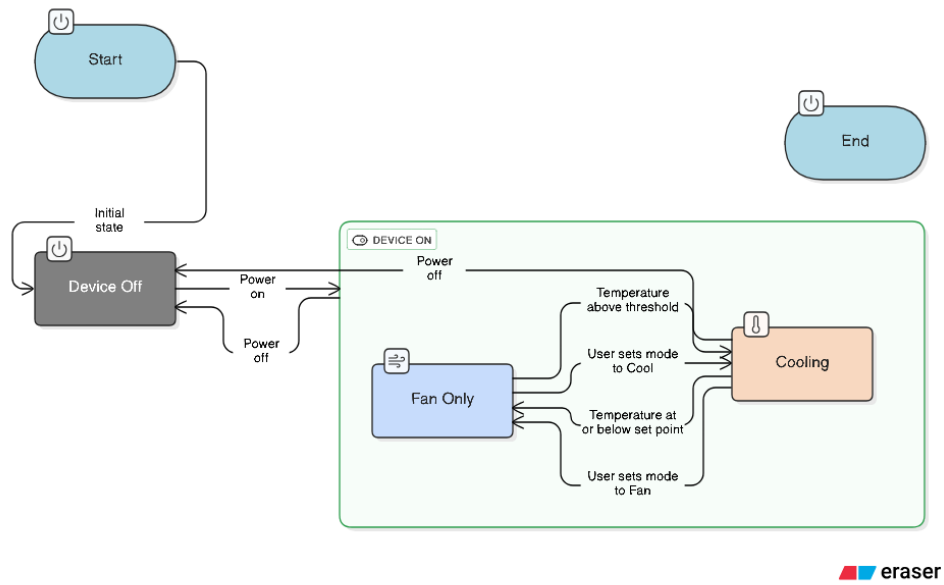 Start
End
Initial
state
DEVICE ON
Device Off
Power
off
Power
on
Power
off
Temperature
above threshold
User sets mode
to Cool
Cooling
Fan Only
Temperature at
or below set point
User sets mode
to Fan
eraser